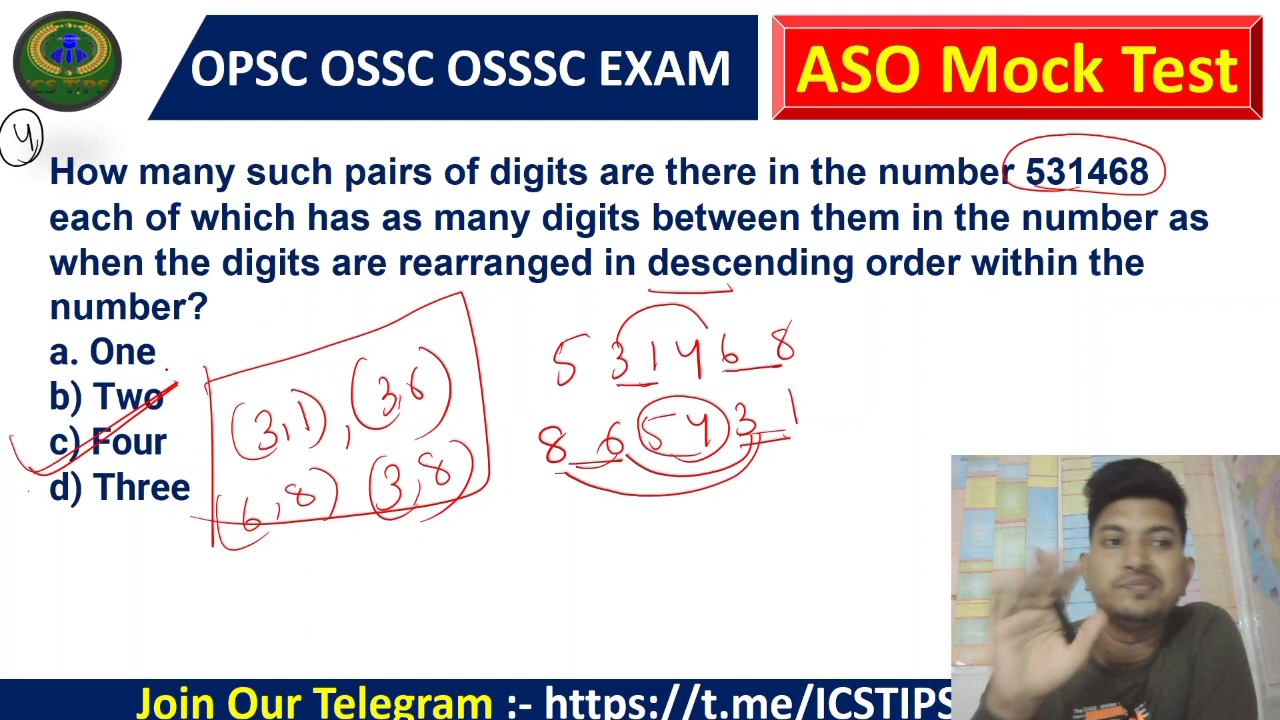 ICS TIPS
OPSC OSSC OSSSC EXAM
ASO Mock Test
4
How many such pairs of digits are there in the number 531468
each of which has as many digits between them in the number as
when the digits are rearranged in descending order within the
number?
a. One
b) Two
c) Four
d) Three
(3,1), (3,6)
(6,8) (3,8)
5 3 1 4 6 8
8 6 5 4 3 1
Join Our Telegram :- https://t.me/ICSTIPS